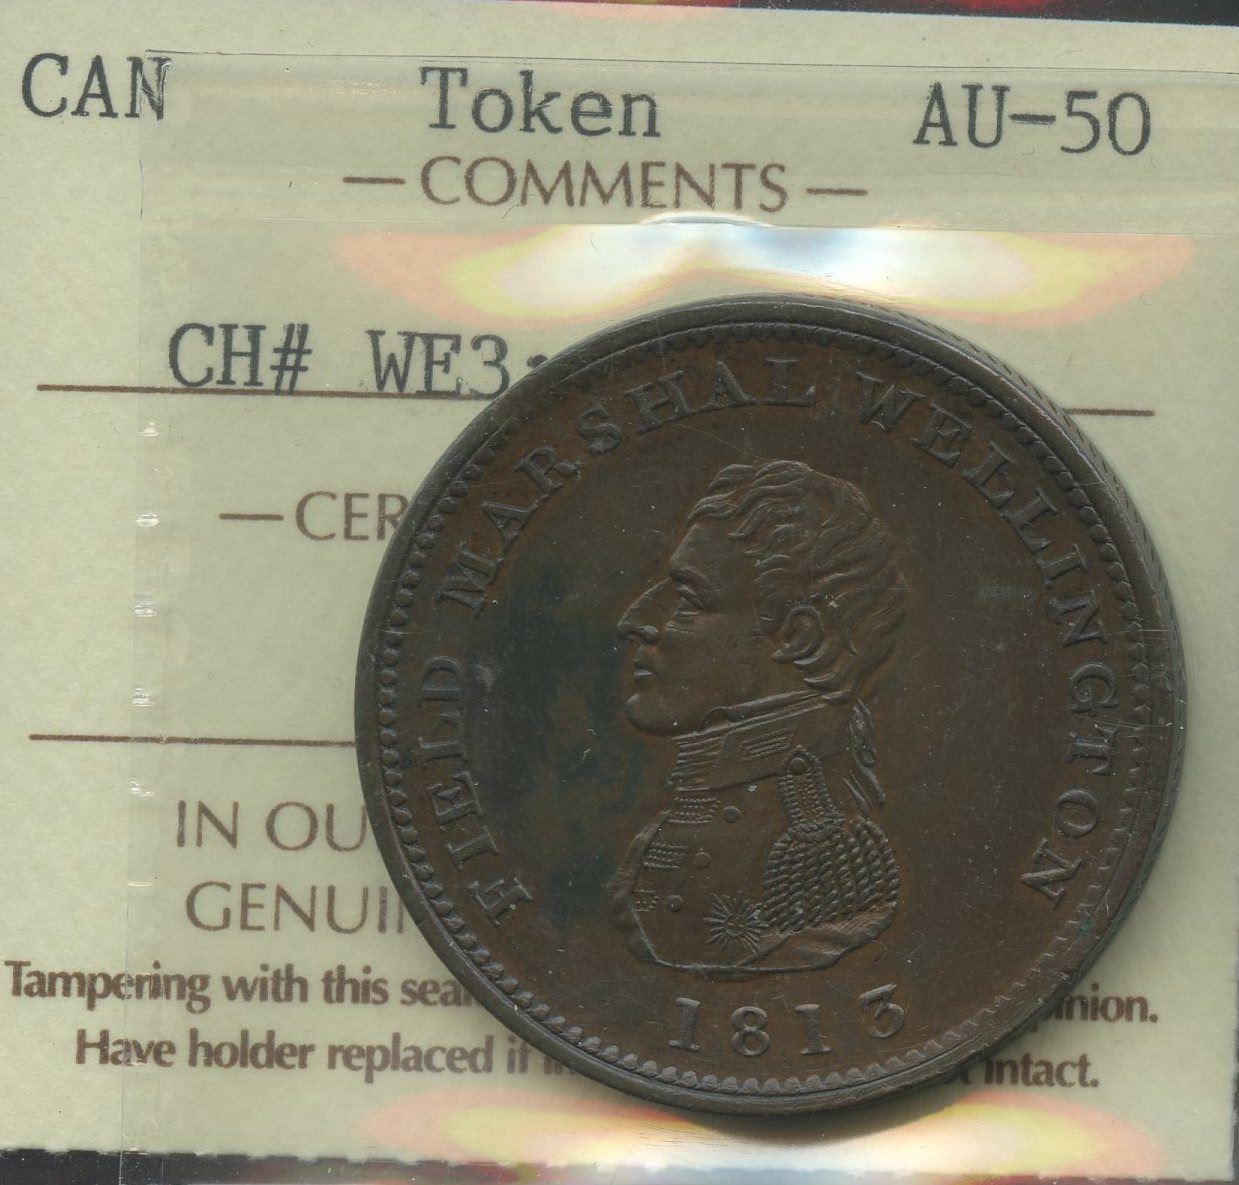 CAN Token AU-50
— COMMENTS —
CH# WE3
— CER
IN OU
GENUI
Tampering with this sea inion.
Have holder replaced if intact.
FIELD MARSHAL WELLINGTON
1813